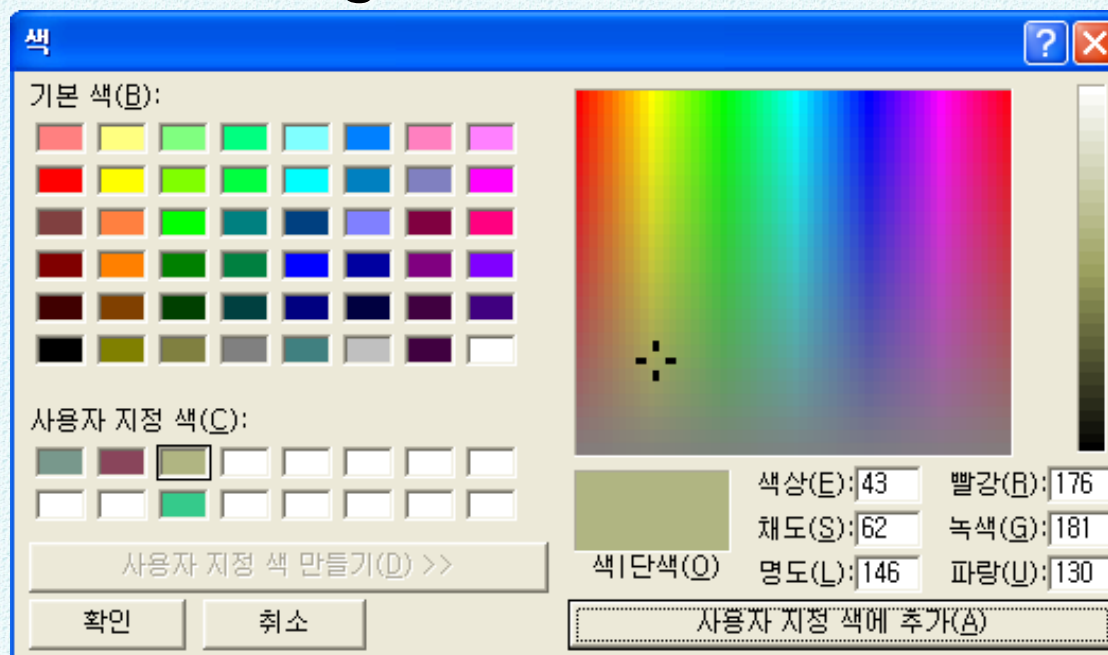 색
기본 색(B):
사용자 지정 색(C):
사용자 지정 색 만들기(D) >>
확인 취소
색상(E): 43 빨강(R): 176
채도(S): 62 녹색(G): 181
색|단색(O) 명도(L): 146 파랑(U): 130
사용자 지정 색에 추가(A)